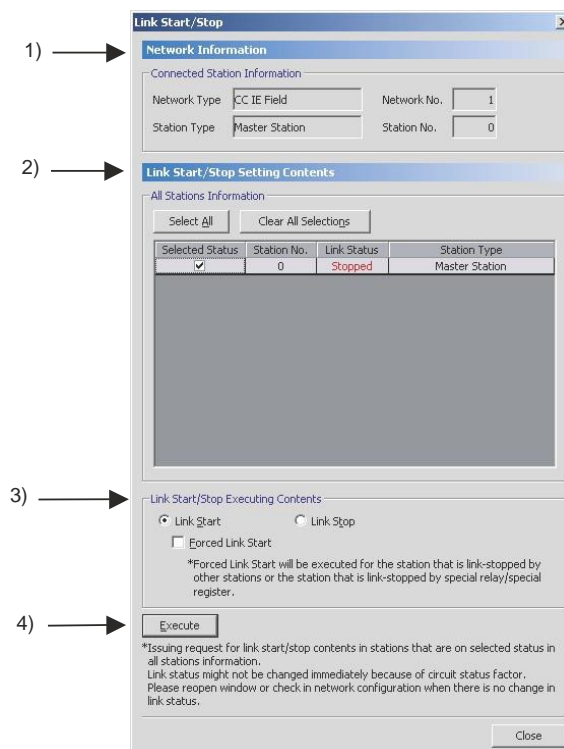 Link Start/Stop
1)
Network Information
Connected Station Information
Network Type CC IE Field Network No. 1
Station Type Master Station Station No. 0
2)
Link Start/Stop Setting Contents
All Stations Information
Select All Clear All Selections
Selected Status Station No. Link Status Station Type
0 Stopped Master Station
3)
Link Start/Stop Executing Contents
Link Start Link Stop
Forced Link Start
*Forced Link Start will be executed for the station that is link-stopped by
other stations or the station that is link-stopped by special relay/special
register.
4)
Execute
*Issuing request for link start/stop contents in stations that are on selected status in
all stations information.
Link status might not be changed immediately because of circuit status factor.
Please reopen window or check in network configuration when there is no change in
link status.
Close